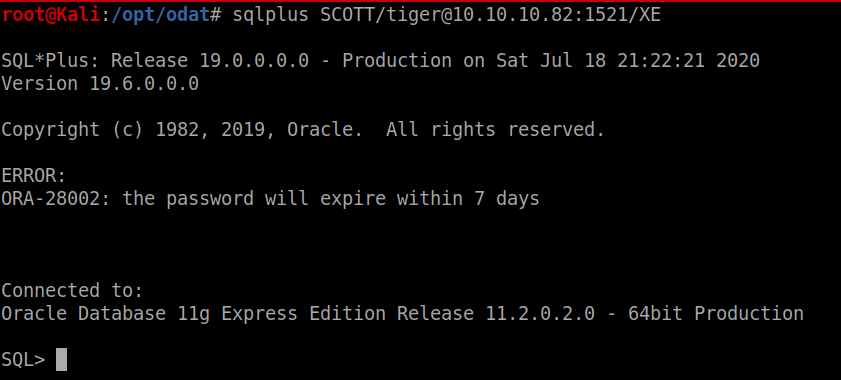 root@Kali:/opt/odat# sqlplus SCOTT/tiger@10.10.10.82:1521/XE
SQL*Plus: Release 19.0.0.0.0 - Production on Sat Jul 18 21:22:21 2020
Version 19.6.0.0.0
Copyright (c) 1982, 2019, Oracle.  All rights reserved.
ERROR:
ORA-28002: the password will expire within 7 days
Connected to:
Oracle Database 11g Express Edition Release 11.2.0.2.0 - 64bit Production
SQL>